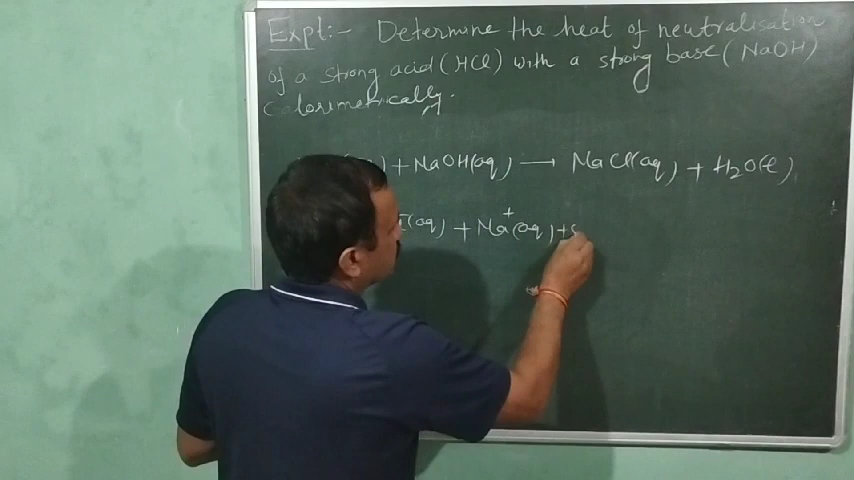 Expt:- Determine the heat of neutralisation
of a strong acid (HCl) with a strong base (NaOH)
Calorimetrically.
) + NaOH(aq) ⟶ NaCl(aq) + H2O(l)
(aq) + Na+(aq) +